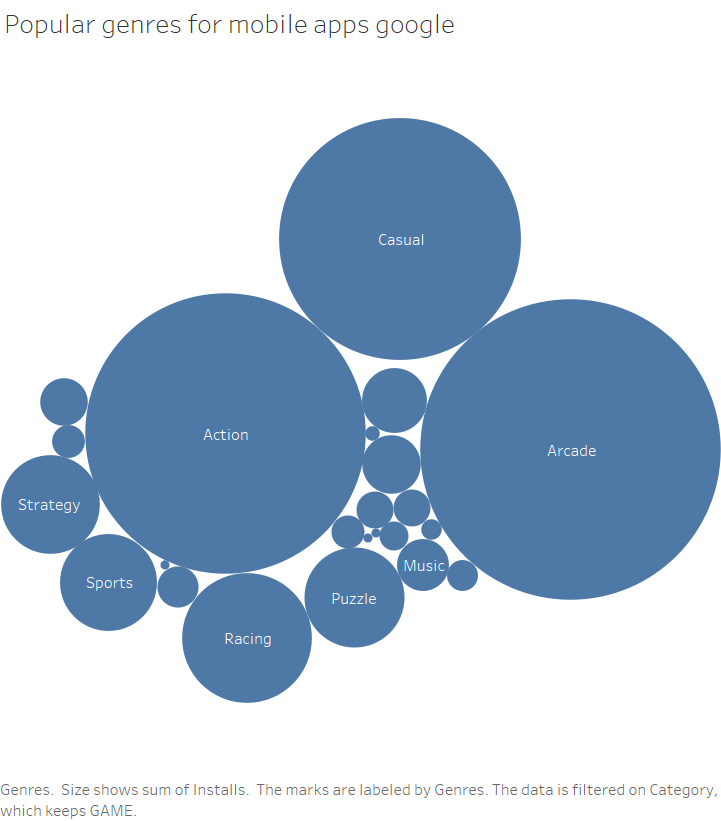 Popular genres for mobile apps google
Casual
Action
Arcade
Strategy
Music
Sports
Puzzle
Racing
Genres.  Size shows sum of Installs.  The marks are labeled by Genres. The data is filtered on Category,
which keeps GAME.